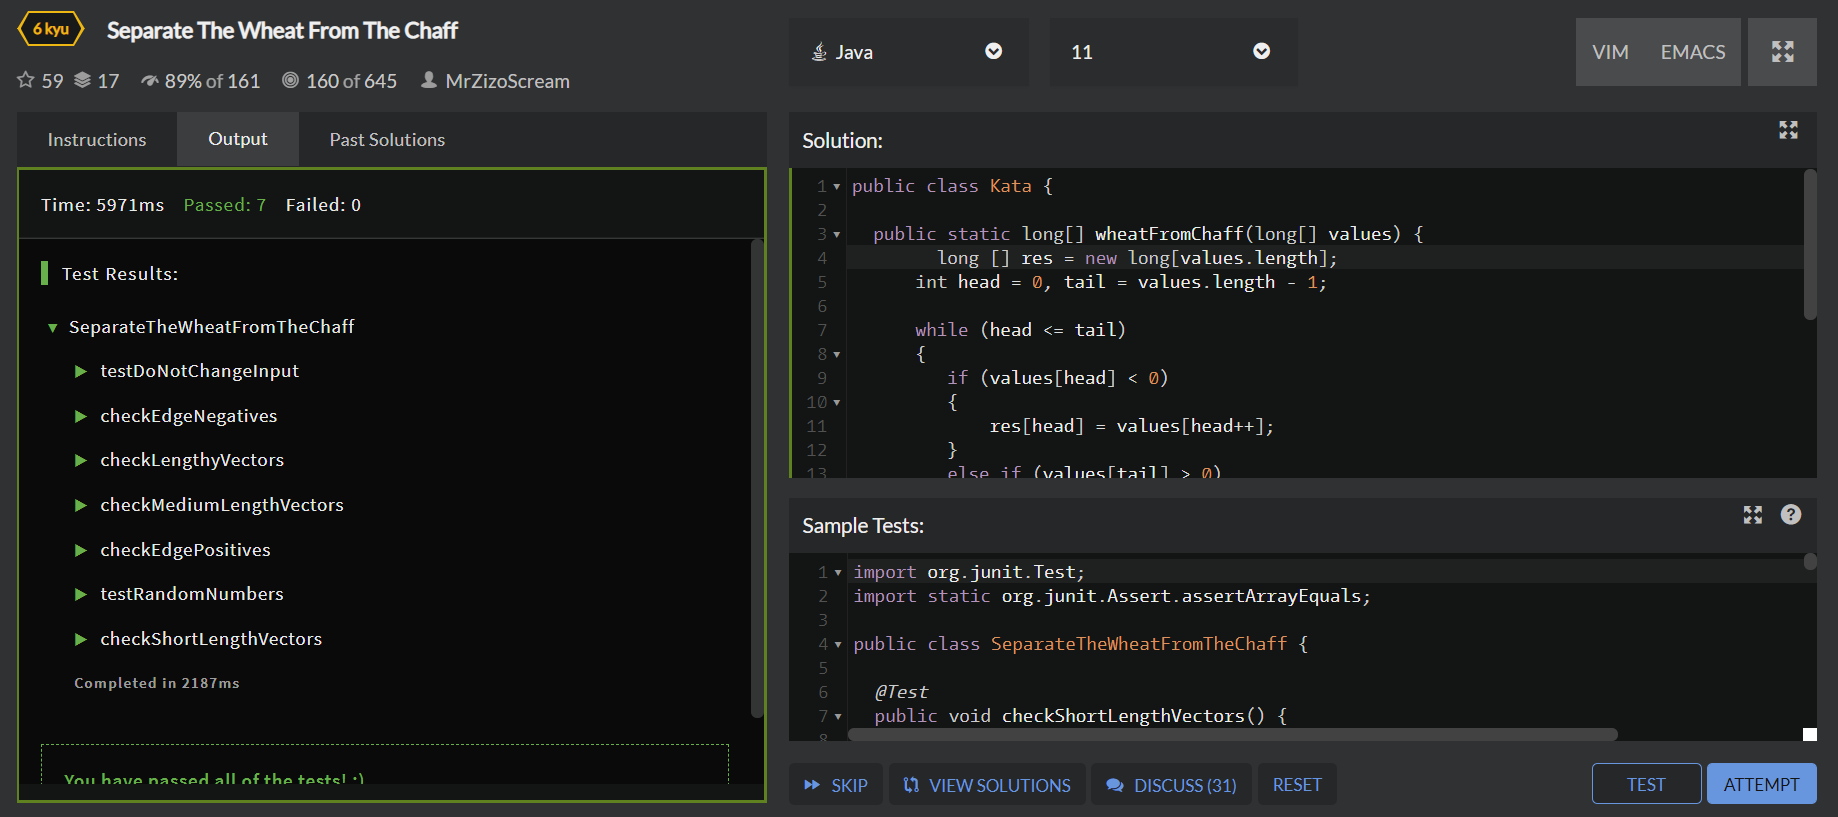 6 kyu
Separate The Wheat From The Chaff
59 17 89% of 161 160 of 645 MrZizoScream
Java
11
VIM EMACS
Instructions Output Past Solutions
Time: 5971ms Passed: 7 Failed: 0
Test Results:
SeparateTheWheatFromTheChaff
testDoNotChangeInput
checkEdgeNegatives
checkLengthyVectors
checkMediumLengthVectors
checkEdgePositives
testRandomNumbers
checkShortLengthVectors
Completed in 2187ms
You have passed all of the tests! :)
Solution:
1 public class Kata {
2
3 public static long[] wheatFromChaff(long[] values) {
4 long [] res = new long[values.length];
5 int head = 0, tail = values.length - 1;
6
7 while (head <= tail)
8 {
9 if (values[head] < 0)
10 {
11 res[head] = values[head++];
12 }
13 else if (values[tail] > 0)
Sample Tests:
?
1 import org.junit.Test;
2 import static org.junit.Assert.assertArrayEquals;
3
4 public class SeparateTheWheatFromTheChaff {
5
6 @Test
7 public void checkShortLengthVectors() {
8
SKIP VIEW SOLUTIONS DISCUSS (31) RESET TEST ATTEMPT